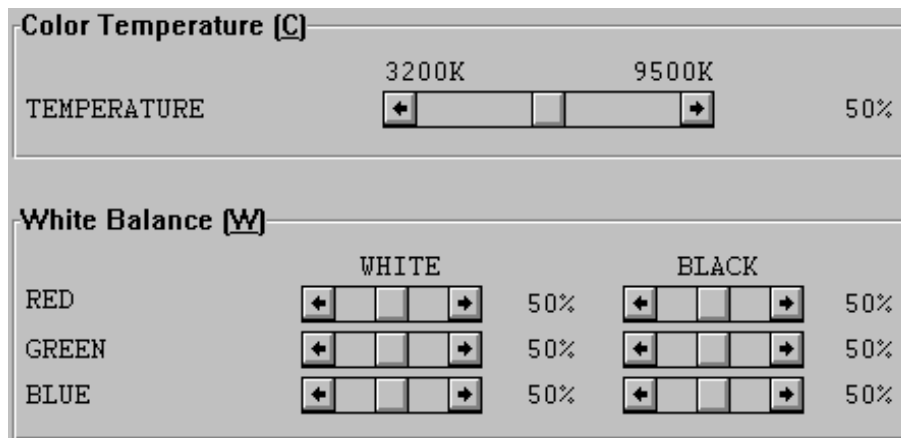 Color Temperature (C)
3200K 9500K
TEMPERATURE 50%
White Balance (W)
WHITE BLACK
RED 50% 50%
GREEN 50% 50%
BLUE 50% 50%